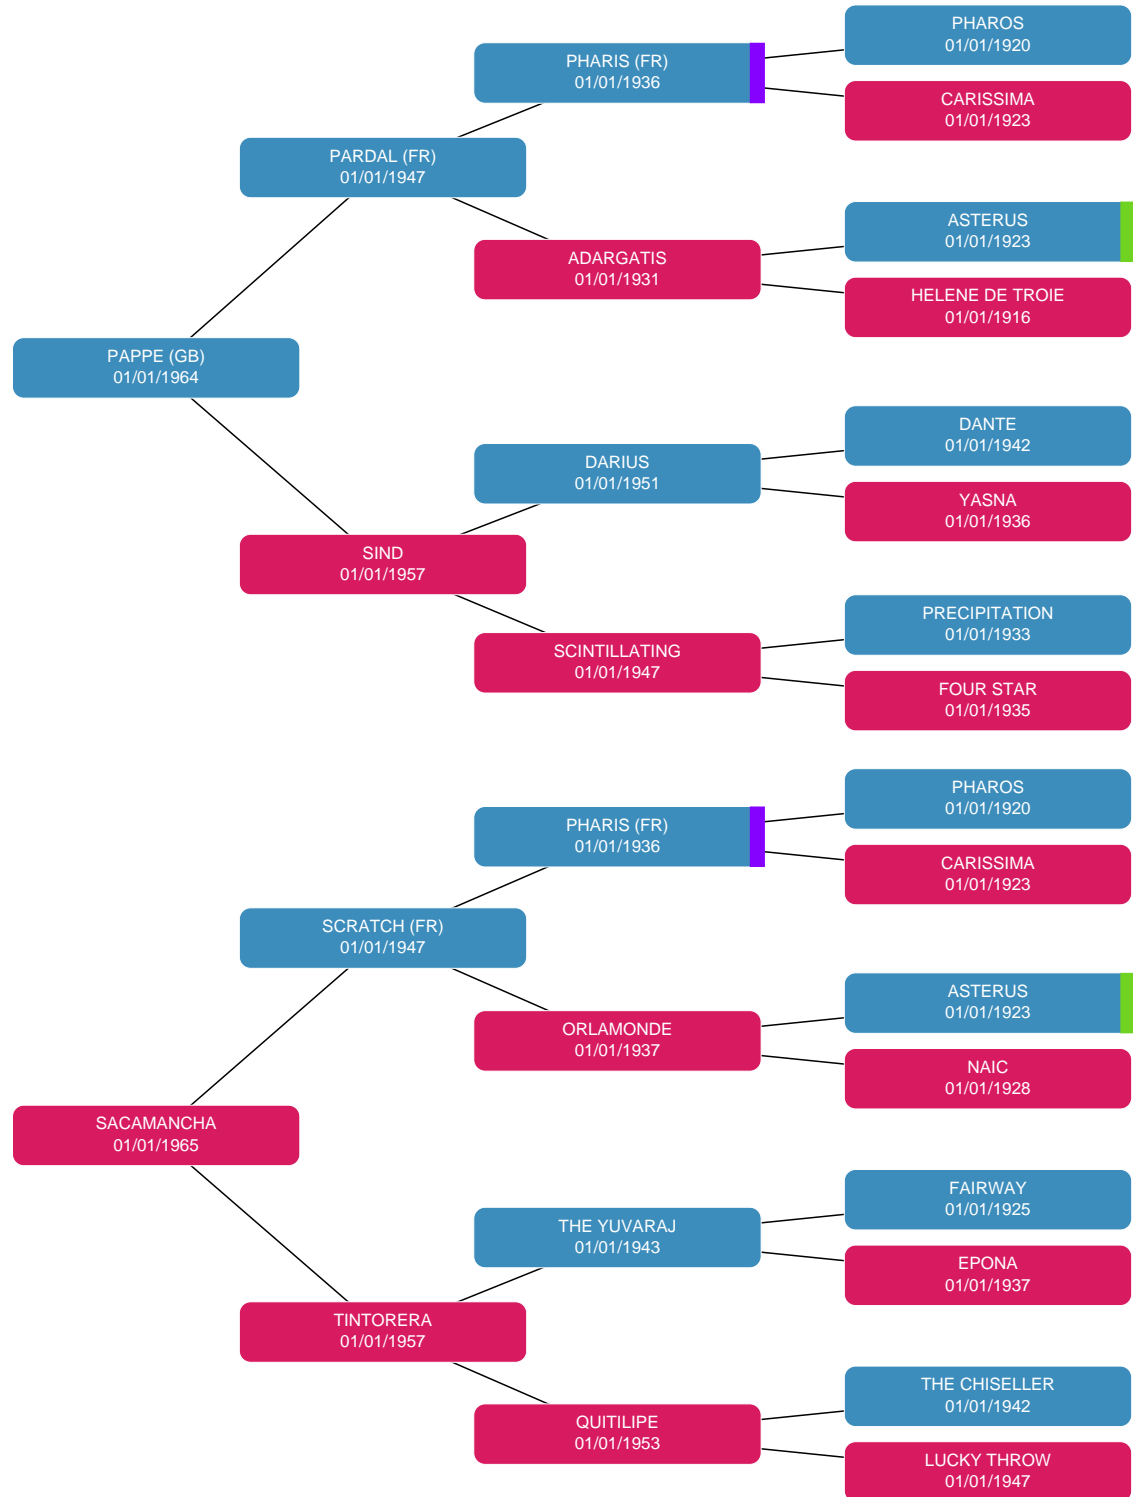 PHAROS
01/01/1920
PHARIS (FR)
01/01/1936
CARISSIMA
01/01/1923
PARDAL (FR)
01/01/1947
ASTERUS
01/01/1923
ADARGATIS
01/01/1931
HELENE DE TROIE
01/01/1916
PAPPE (GB)
01/01/1964
DANTE
01/01/1942
DARIUS
01/01/1951
YASNA
01/01/1936
SIND
01/01/1957
PRECIPITATION
01/01/1933
SCINTILLATING
01/01/1947
FOUR STAR
01/01/1935
PHAROS
01/01/1920
PHARIS (FR)
01/01/1936
CARISSIMA
01/01/1923
SCRATCH (FR)
01/01/1947
ASTERUS
01/01/1923
ORLAMONDE
01/01/1937
NAIC
01/01/1928
SACAMANCHA
01/01/1965
FAIRWAY
01/01/1925
THE YUVARAJ
01/01/1943
EPONA
01/01/1937
TINTORERA
01/01/1957
THE CHISELLER
01/01/1942
QUITILIPE
01/01/1953
LUCKY THROW
01/01/1947